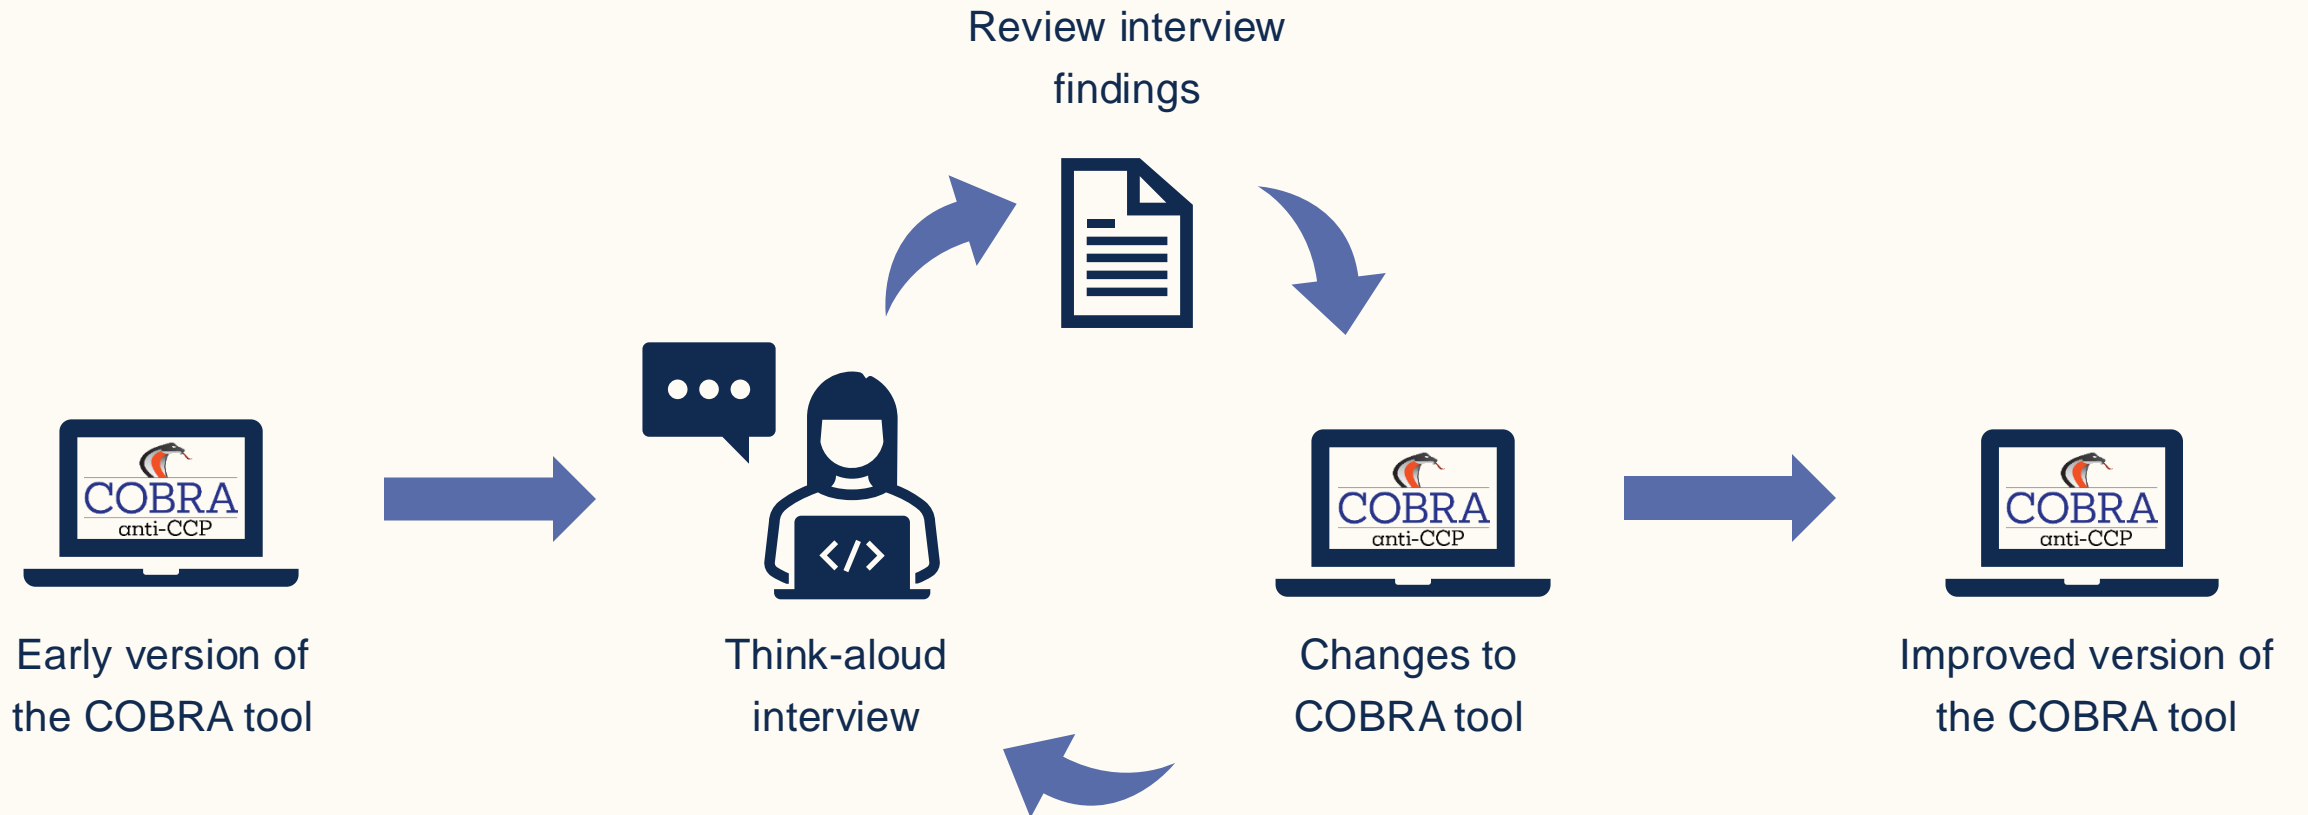 Review interview
findings
COBRA
anti-CCP
Early version of
the COBRA tool
</>
Think-aloud
interview
COBRA
anti-CCP
Changes to
COBRA tool
COBRA
anti-CCP
Improved version of
the COBRA tool